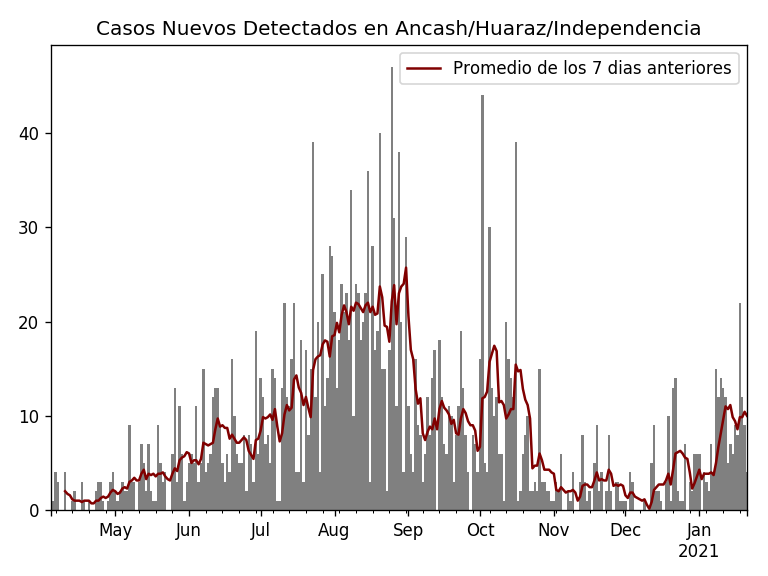 Casos Nuevos Detectados en Ancash/Huaraz/Independencia
Promedio de los 7 dias anteriores
40
30
20
10
0
May Jun Jul Aug Sep Oct Nov Dec Jan
2021